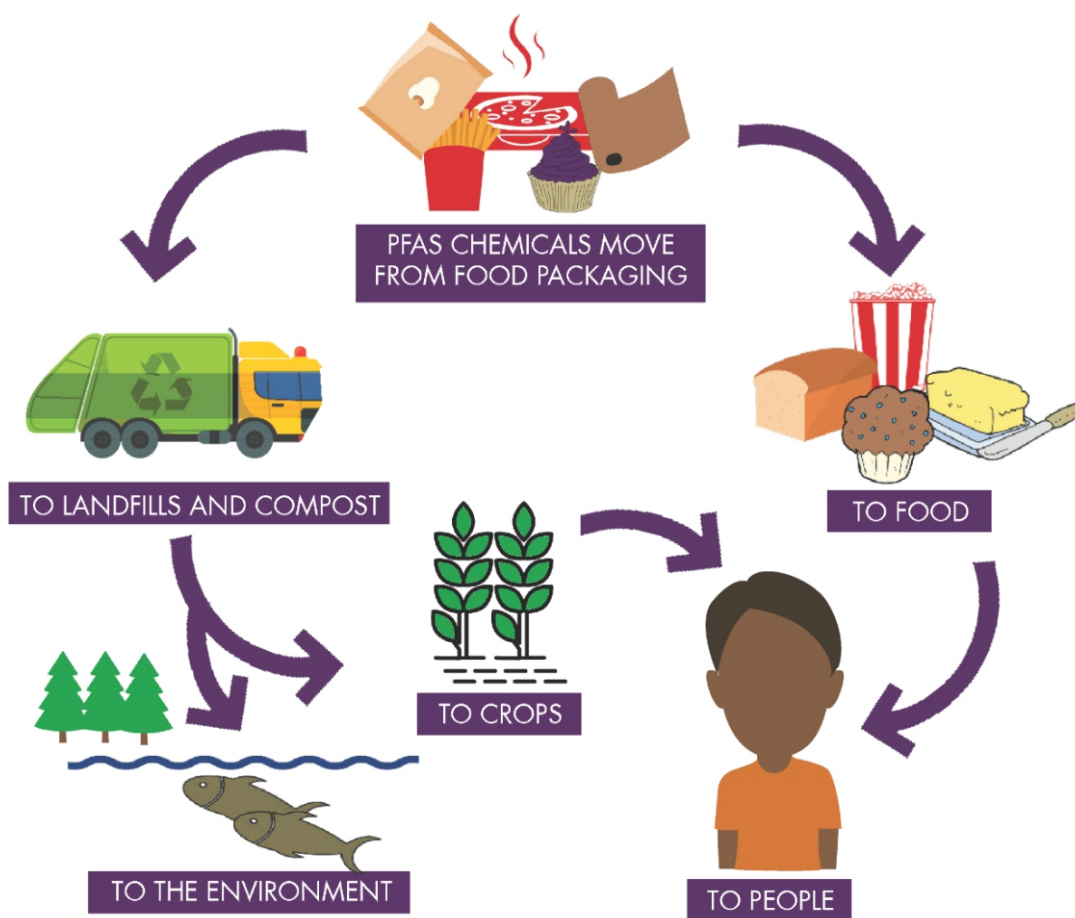 PFAS CHEMICALS MOVE
FROM FOOD PACKAGING
TO LANDFILLS AND COMPOST
TO FOOD
TO CROPS
TO THE ENVIRONMENT
TO PEOPLE